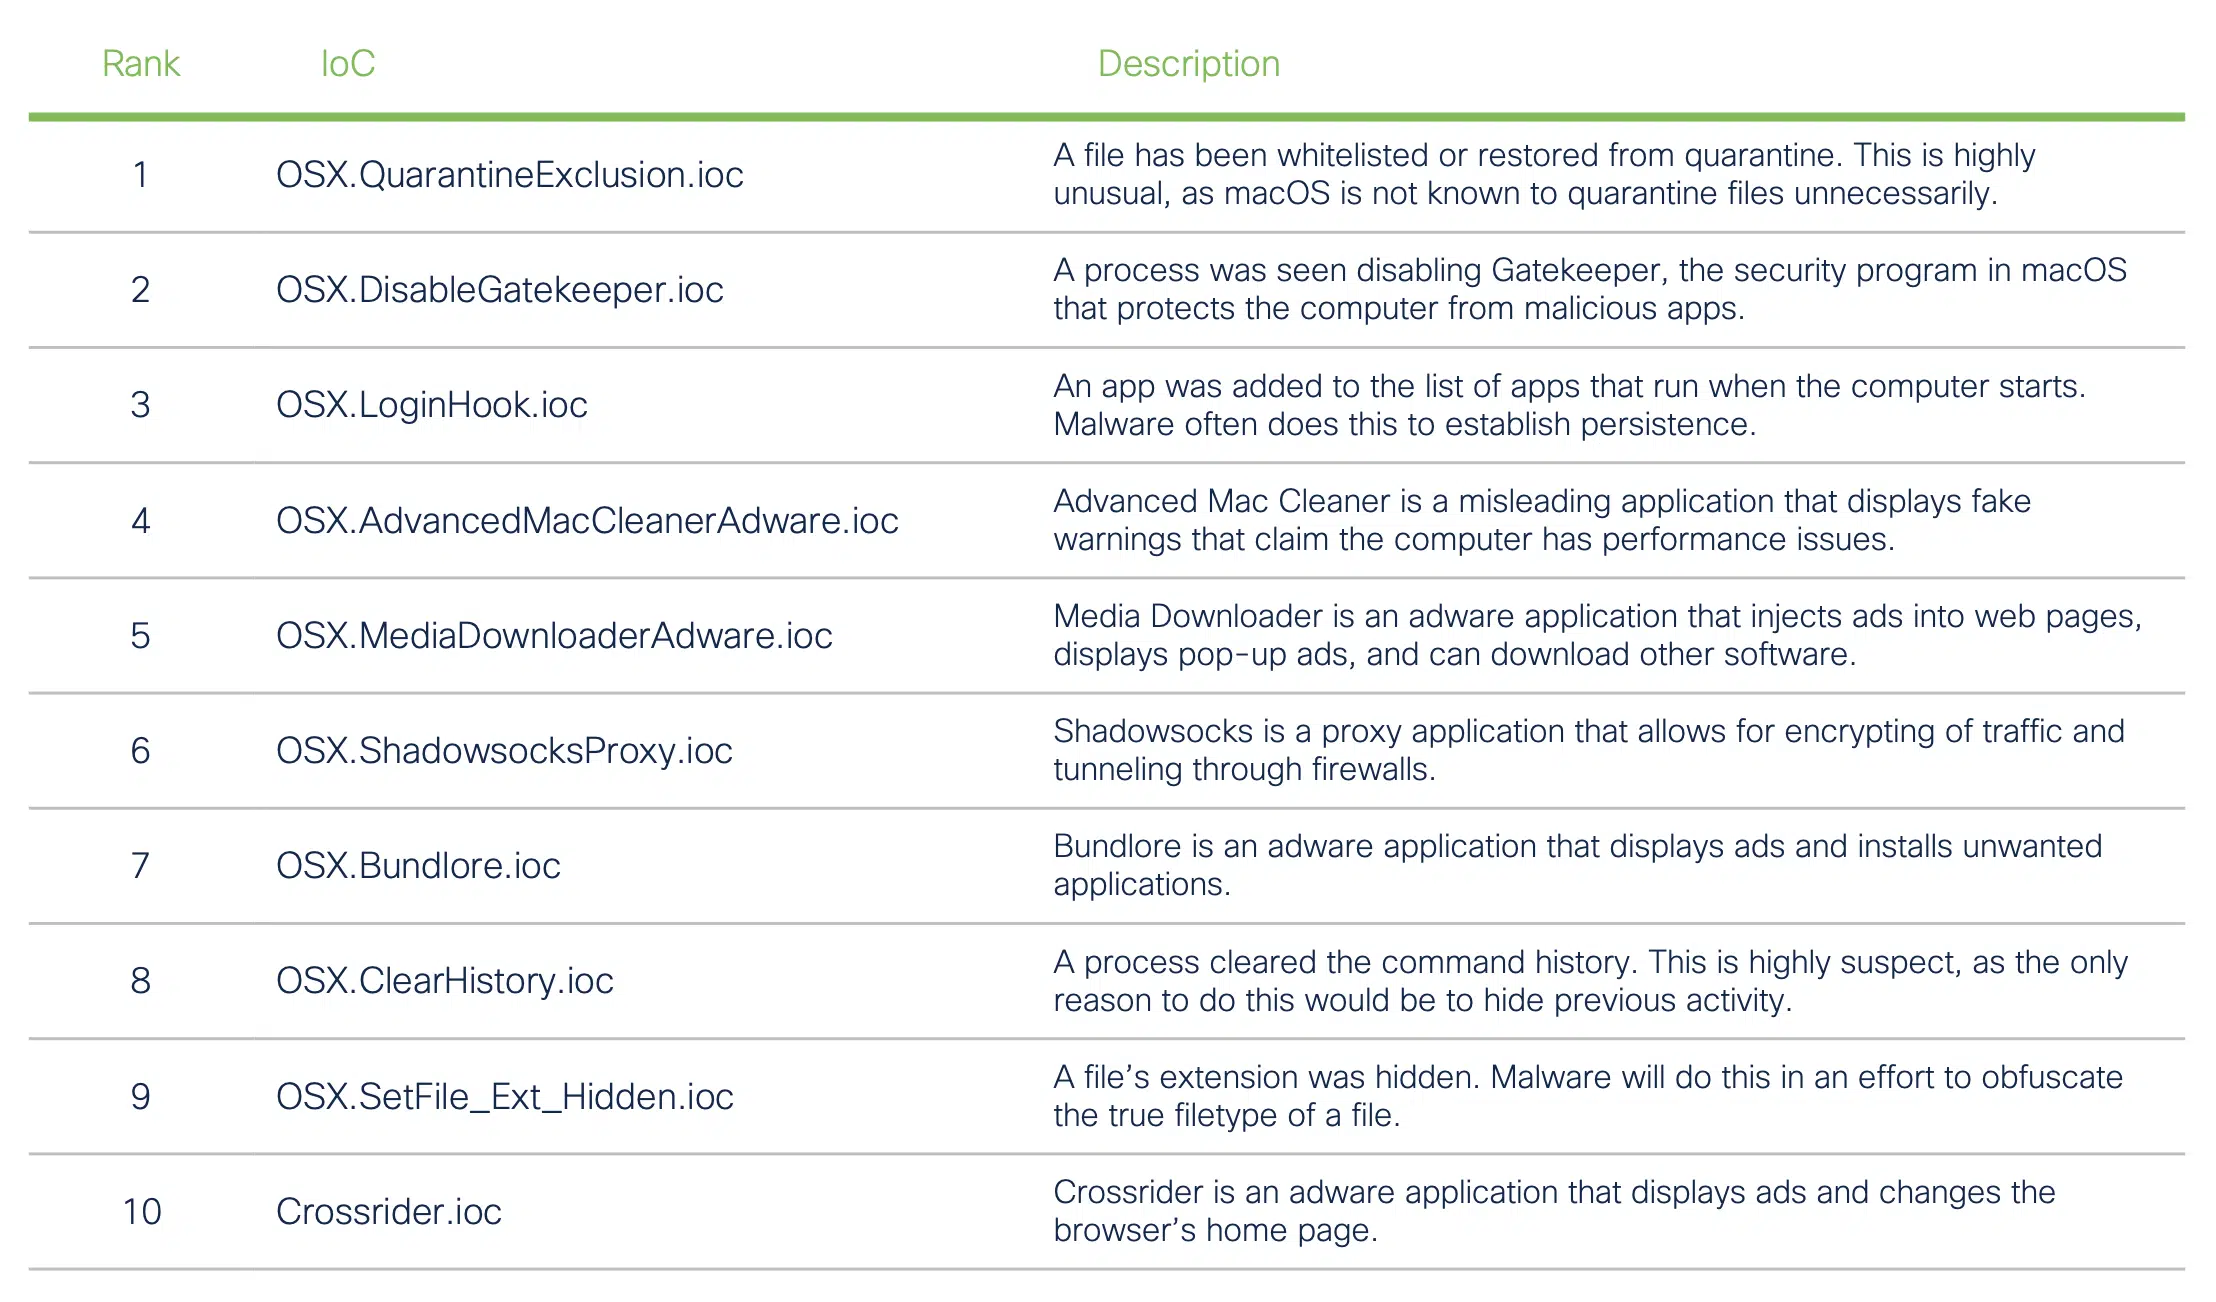 Rank IoC Description
1 OSX.QuarantineExclusion.ioc A file has been whitelisted or restored from quarantine. This is highly
unusual, as macOS is not known to quarantine files unnecessarily.
2 OSX.DisableGatekeeper.ioc A process was seen disabling Gatekeeper, the security program in macOS
that protects the computer from malicious apps.
3 OSX.LoginHook.ioc An app was added to the list of apps that run when the computer starts.
Malware often does this to establish persistence.
4 OSX.AdvancedMacCleanerAdware.ioc Advanced Mac Cleaner is a misleading application that displays fake
warnings that claim the computer has performance issues.
5 OSX.MediaDownloaderAdware.ioc Media Downloader is an adware application that injects ads into web pages,
displays pop-up ads, and can download other software.
6 OSX.ShadowsocksProxy.ioc Shadowsocks is a proxy application that allows for encrypting of traffic and
tunneling through firewalls.
7 OSX.Bundlore.ioc Bundlore is an adware application that displays ads and installs unwanted
applications.
8 OSX.ClearHistory.ioc A process cleared the command history. This is highly suspect, as the only
reason to do this would be to hide previous activity.
9 OSX.SetFile_Ext_Hidden.ioc A file’s extension was hidden. Malware will do this in an effort to obfuscate
the true filetype of a file.
10 Crossrider.ioc Crossrider is an adware application that displays ads and changes the
browser’s home page.